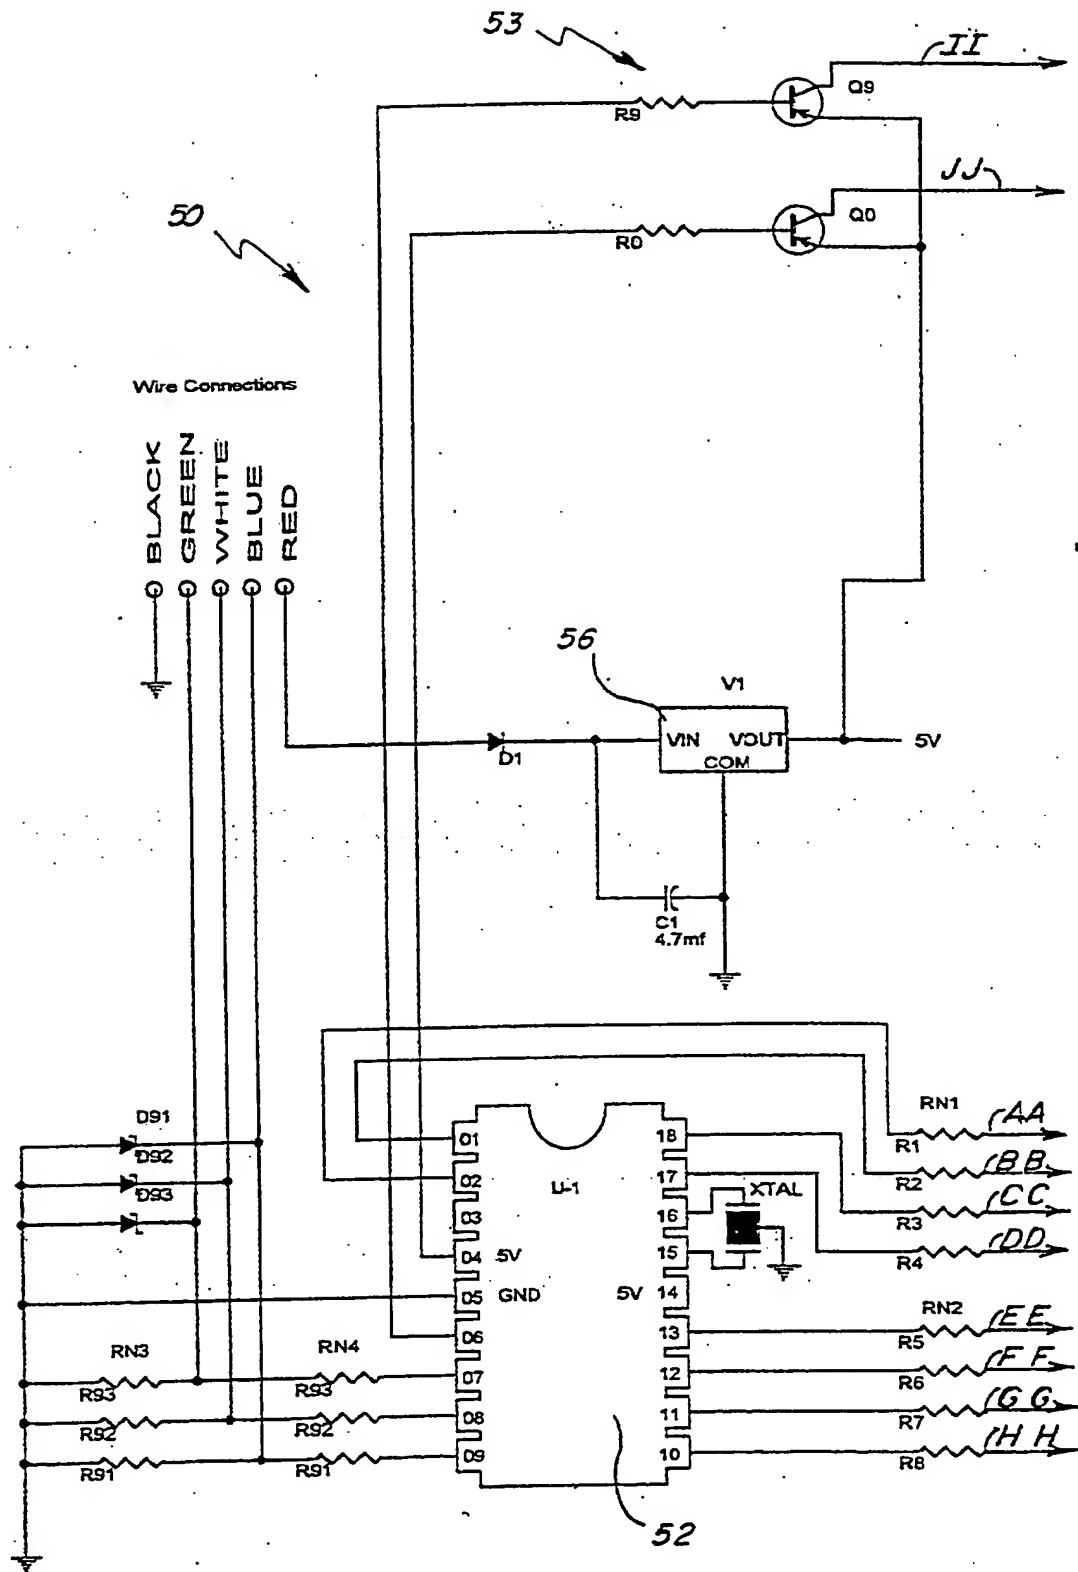 53
II
Q9
R9
JJ
50
Q0
R0
Wire Connections
BLACK
GREEN
WHITE
BLUE
RED
56
V1
VIN VOUT
COM
5V
D1
C1
4.7mf
RN1
AA
R1
BB
R2
CC
R3
DD
R4
D91
D92
D93
U-1
XTAL
01
02
03
04 5V
05 GND
06
07
08
09
18
17
16
15
5V 14
13
12
11
10
RN2
EE
R5
FF
R6
GG
R7
HH
R8
RN3
RN4
R93
R93
R92
R92
R91
R91
52